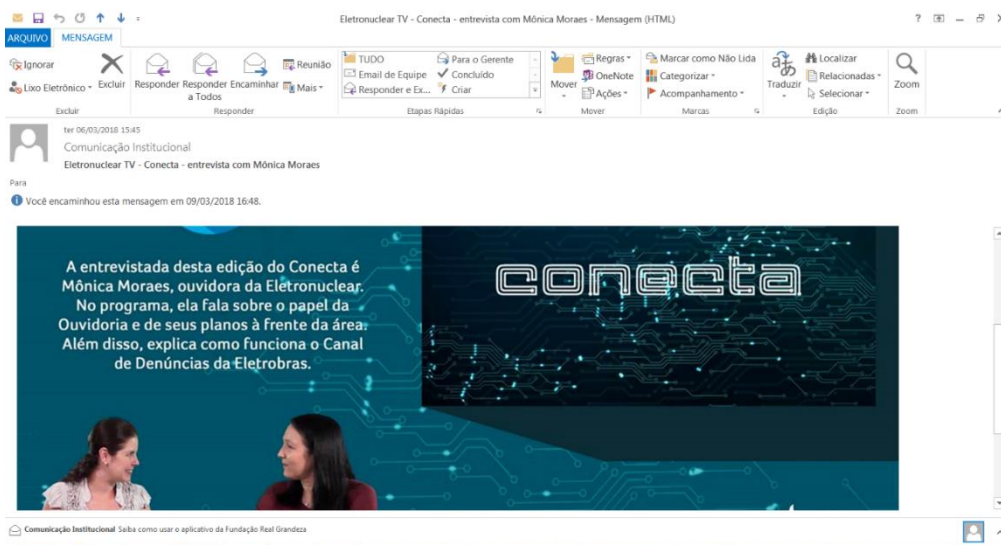 Eletronuclear TV - Conecta - entrevista com Mônica Moraes - Mensagem (HTML)
ARQUIVO MENSAGEM
Ignorar
Lixo Eletrônico
Excluir
Excluir
Responder
Responder a Todos
Encaminhar
Reunião
Mais
Responder
TUDO
Email de Equipe
Responder e Ex...
Para o Gerente
Concluído
Criar
Etapas Rápidas
Mover
Regras
OneNote
Ações
Mover
Marcar como Não Lida
Categorizar
Acompanhamento
Marcas
Traduzir
Localizar
Relacionadas
Selecionar
Edição
Zoom
Zoom
ter 06/03/2018 15:45
Comunicação Institucional
Eletronuclear TV - Conecta - entrevista com Mônica Moraes
Para
Você encaminhou esta mensagem em 09/03/2018 16:48.
A entrevistada desta edição do Conecta é
Mônica Moraes, ouvidora da Eletronuclear.
No programa, ela fala sobre o papel da
Ouvidoria e de seus planos à frente da área.
Além disso, explica como funciona o Canal
de Denúncias da Eletrobras.
conecta
Comunicação Institucional Saiba como usar o aplicativo da Fundação Real Grandeza